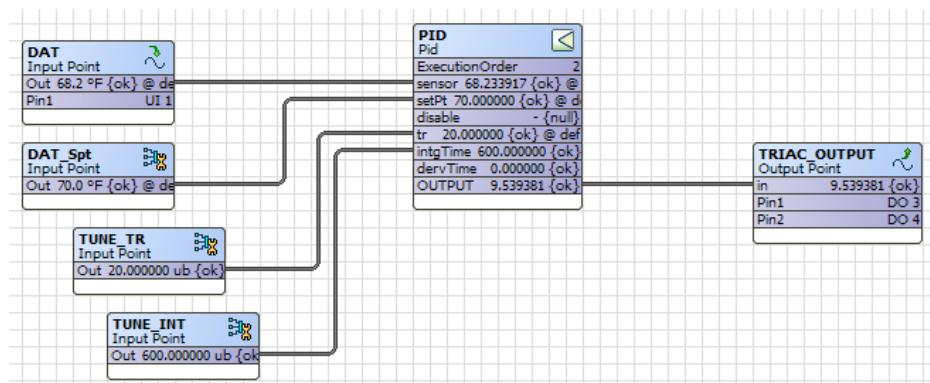 DAT
Input Point
Out 68.2 ºF {ok} @ de
Pin1 UI 1
DAT_Spt
Input Point
Out 70.0 ºF {ok} @ de
TUNE_TR
Input Point
Out 20.000000 ub {ok}
TUNE_INT
Input Point
Out 600.000000 ub {ok
PID
Pid
ExecutionOrder 2
sensor 68.233917 {ok} @
setPt 70.000000 {ok} @ d
disable - {null}
tr 20.000000 {ok} @ def
intgTime 600.000000 {ok}
dervTime 0.000000 {ok}
OUTPUT 9.539381 {ok}
TRIAC_OUTPUT
Output Point
in 9.539381 {ok}
Pin1 DO 3
Pin2 DO 4